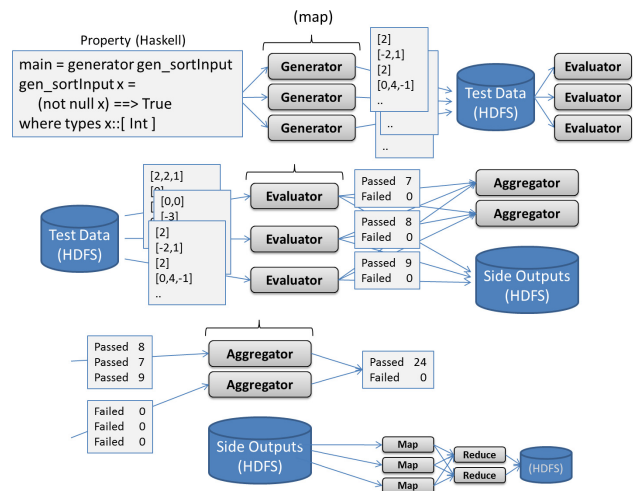 (map)
Property (Haskell)
main = generator gen_sortInput
gen_sortInput x =
(not null x) ==> True
where types x::[ Int ]
Generator
Generator
Generator
[2]
[-2,1]
[2]
[0,4,-1]
..
..
..
Test Data
(HDFS)
Evaluator
Evaluator
Evaluator
Test Data
(HDFS)
[2,2,1]
[0,0]
[-3]
[2]
[-2,1]
[2]
[0,4,-1]
..
Evaluator
Evaluator
Evaluator
Passed 7
Failed 0
Passed 8
Failed 0
Passed 9
Failed 0
Aggregator
Aggregator
Side Outputs
(HDFS)
Passed 8
Passed 7
Passed 9
Failed 0
Failed 0
Failed 0
Aggregator
Aggregator
Passed 24
Failed 0
Side Outputs
(HDFS)
Map
Map
Map
Reduce
Reduce
(HDFS)